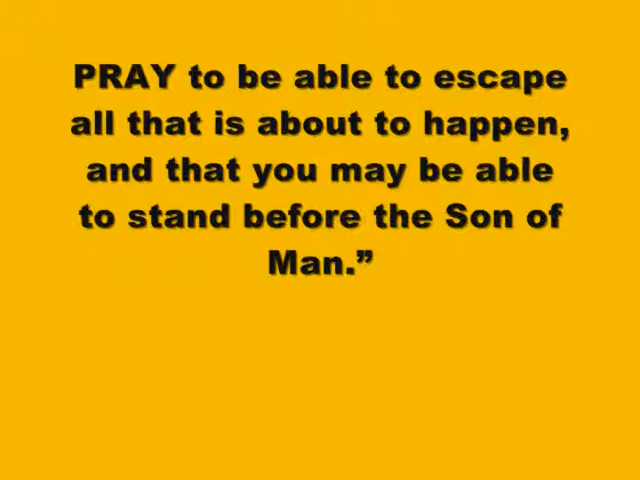 PRAY to be able to escape
all that is about to happen,
and that you may be able
to stand before the Son of
Man.”